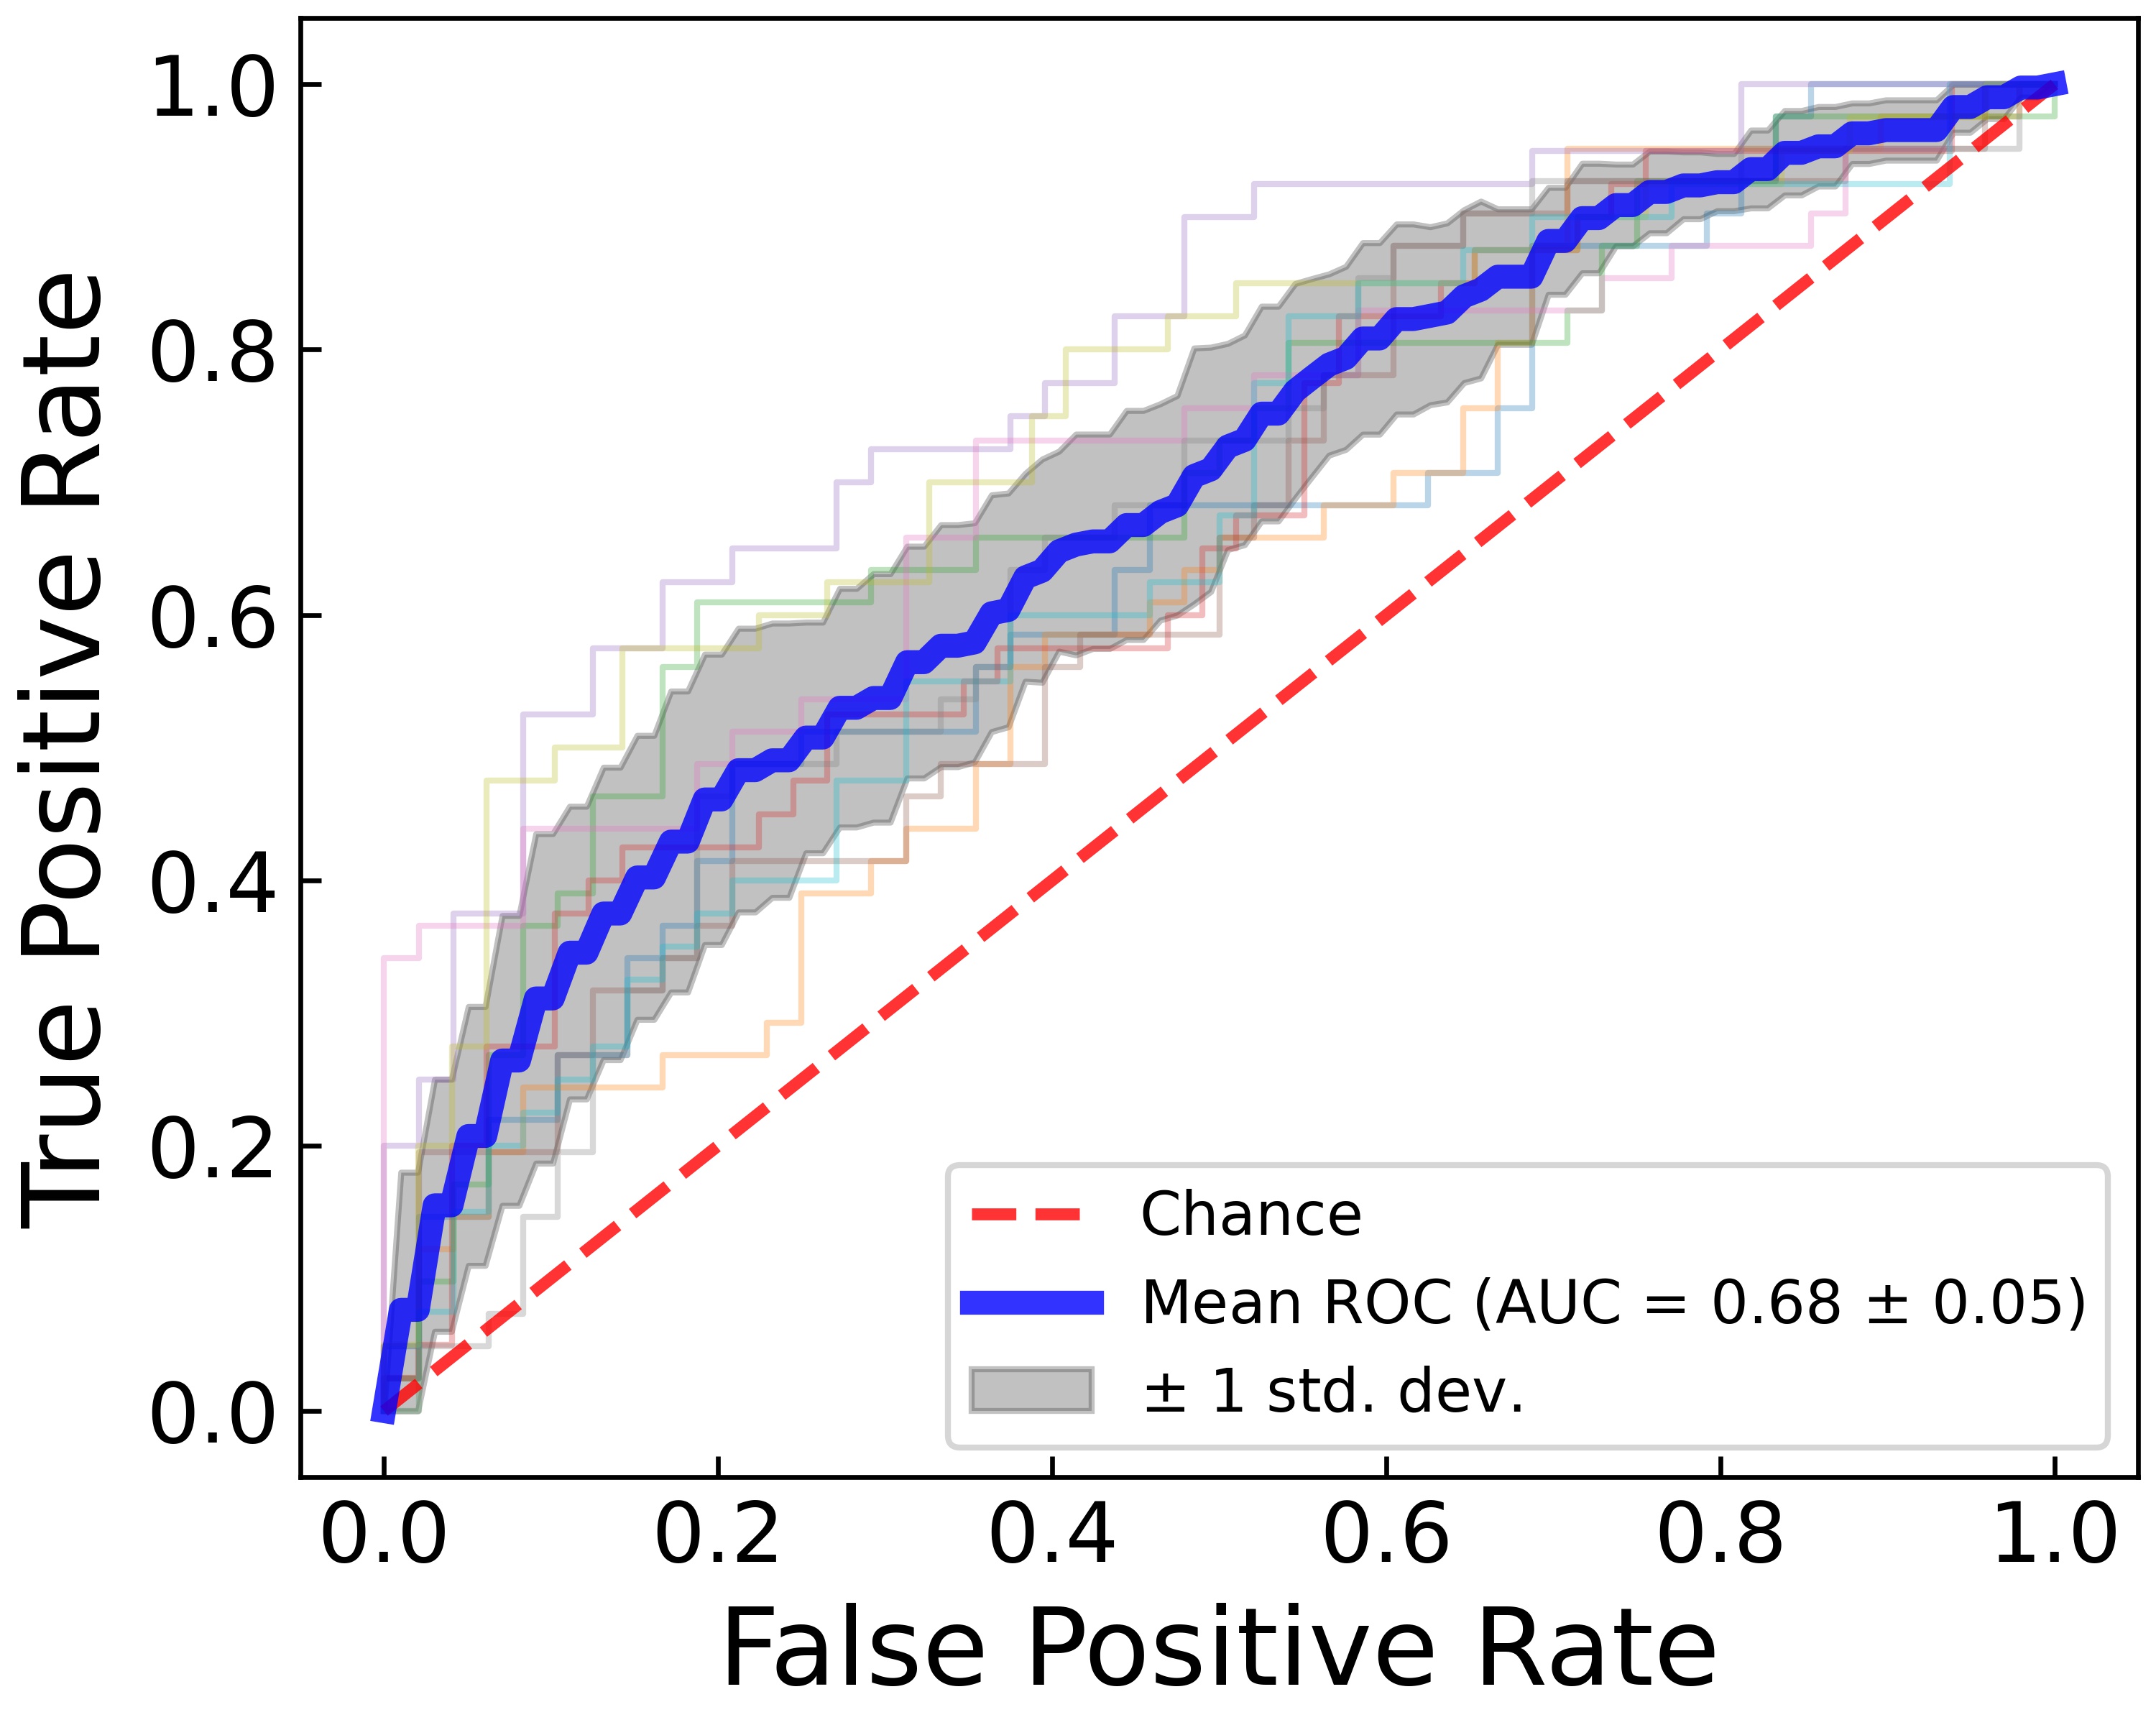 True Positive Rate
1.0
0.8
0.6
0.4
0.2
0.0
Chance
Mean ROC (AUC = 0.68 ± 0.05)
± 1 std. dev.
0.0 0.2 0.4 0.6 0.8 1.0
False Positive Rate